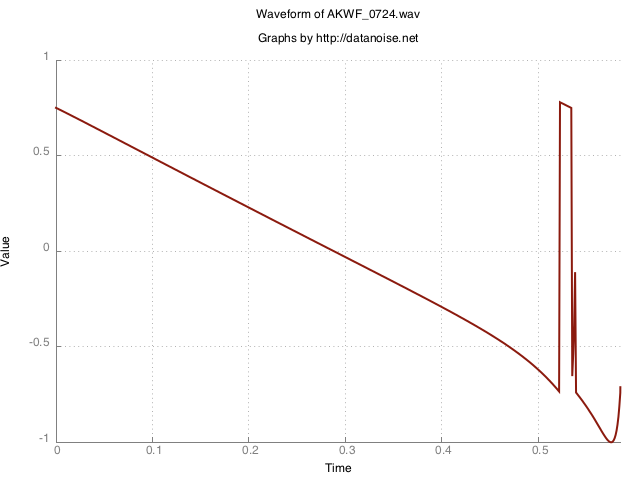 Waveform of AKWF_0724.wav
Graphs by http://datanoise.net
1
0.5
0
-0.5
-1
Value
0 0.1 0.2 0.3 0.4 0.5
Time